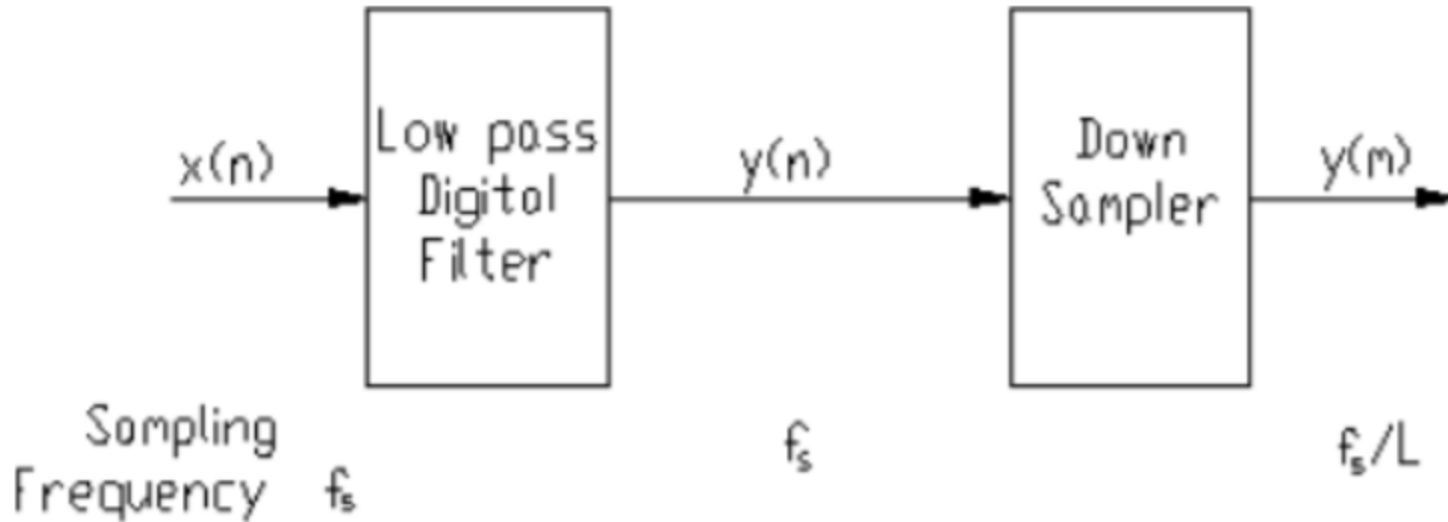 x(n)
Low pass
Digital
Filter
y(n)
Down
Sampler
y(m)
Sampling
Frequency fs
fs
fs/L